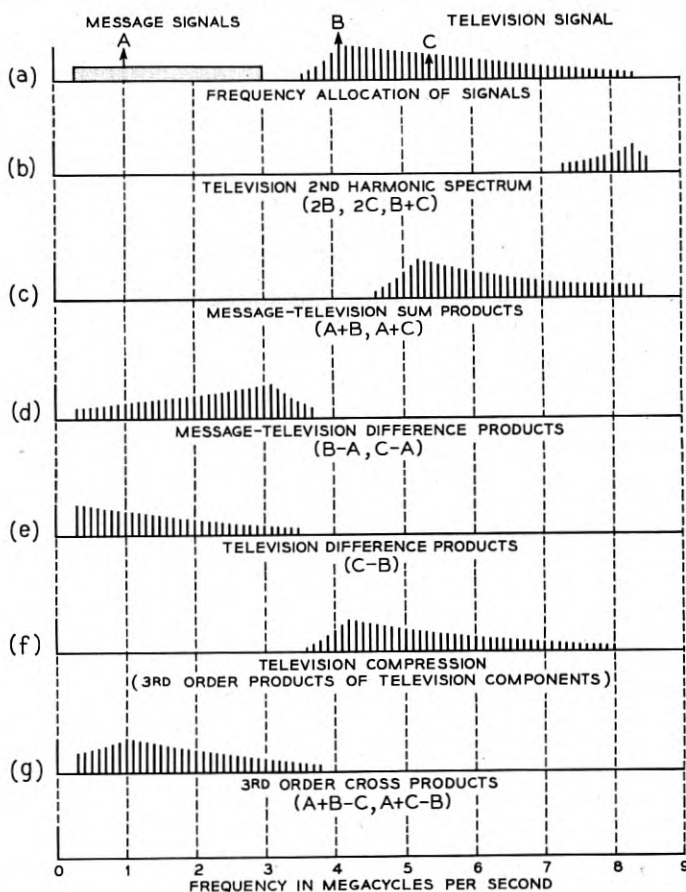 MESSAGE SIGNALS
TELEVISION SIGNAL
A
B
C
(a)
FREQUENCY ALLOCATION OF SIGNALS
(b)
TELEVISION 2ND HARMONIC SPECTRUM
(2B, 2C, B+C)
(c)
MESSAGE-TELEVISION SUM PRODUCTS
(A+B, A+C)
(d)
MESSAGE-TELEVISION DIFFERENCE PRODUCTS
(B-A, C-A)
(e)
TELEVISION DIFFERENCE PRODUCTS
(C-B)
(f)
TELEVISION COMPRESSION
(3RD ORDER PRODUCTS OF TELEVISION COMPONENTS)
(g)
3RD ORDER CROSS PRODUCTS
(A+B-C, A+C-B)
0 1 2 3 4 5 6 7 8 9
FREQUENCY IN MEGACYCLES PER SECOND